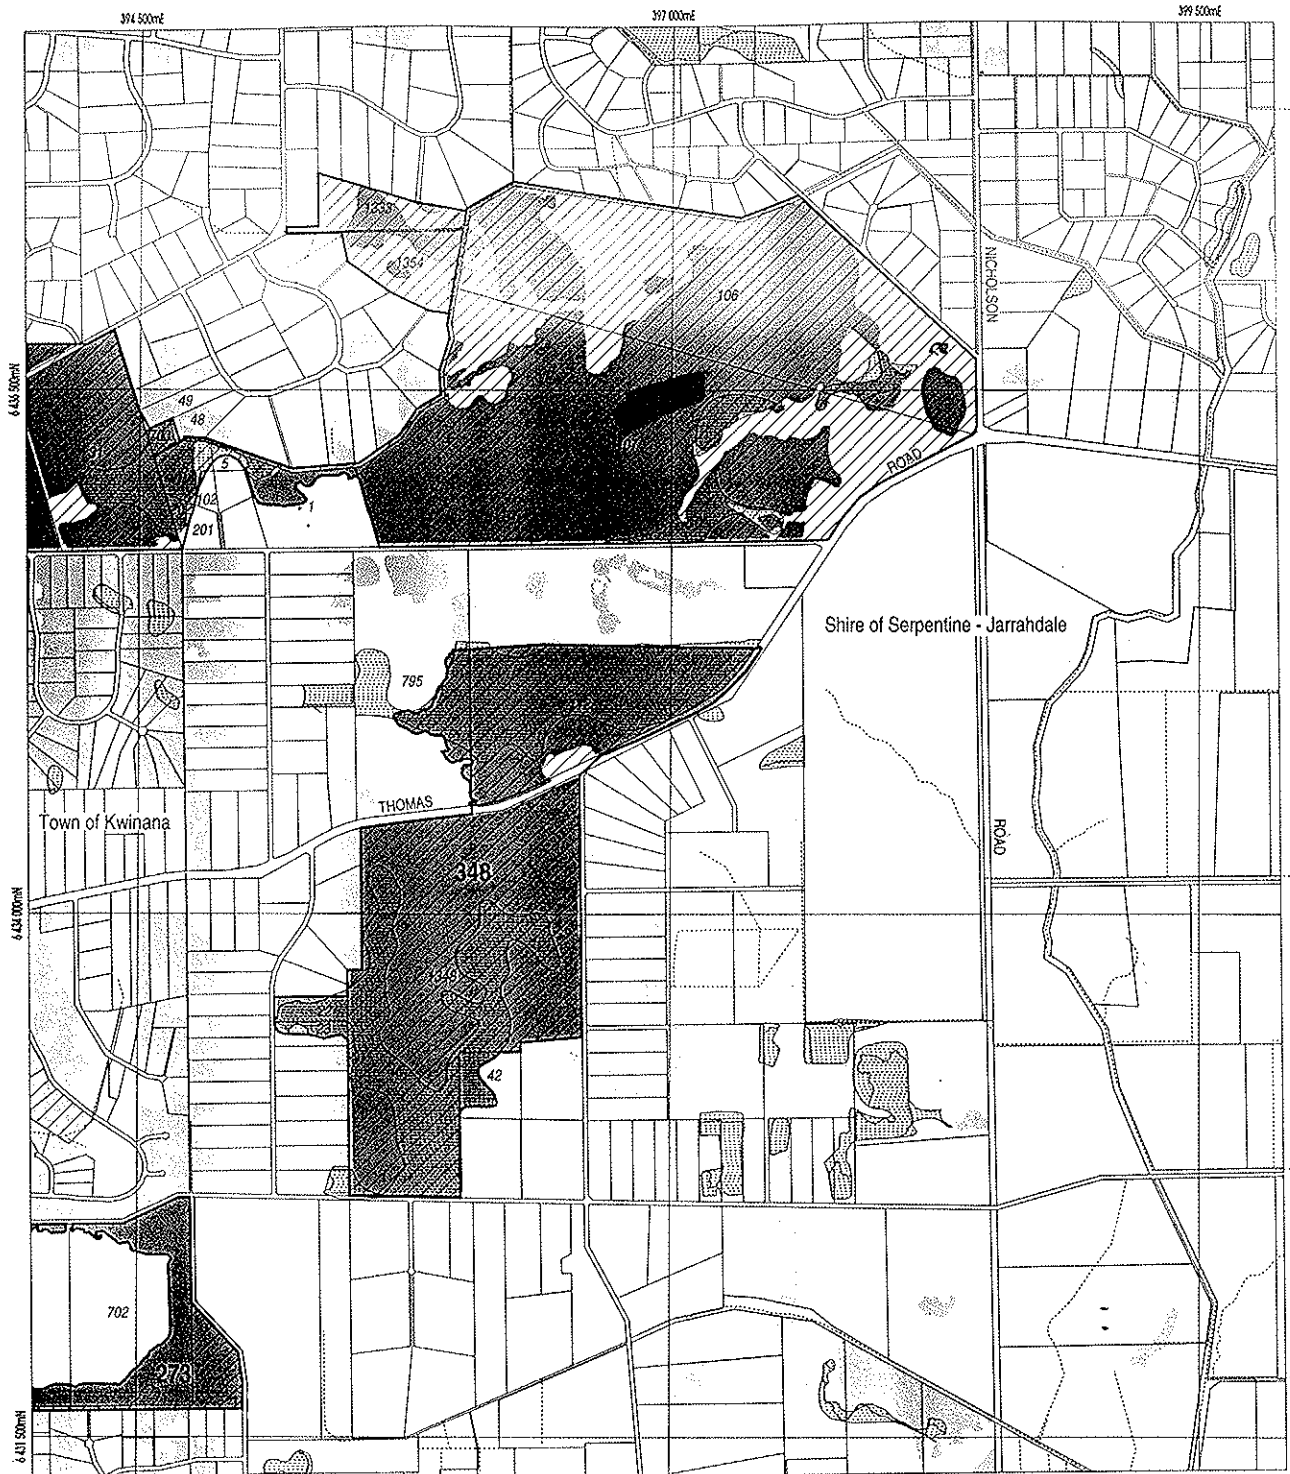 394 500mE
397 000mE
399 500mE
1353
1354
106
NICHOLSON
6 436 500mN
49
48
5
102
1
201
ROAD
Shire of Serpentine - Jarrahdale
795
THOMAS
Town of Kwinana
ROAD
348
6 434 000mN
42
702
273
6 431 500mN